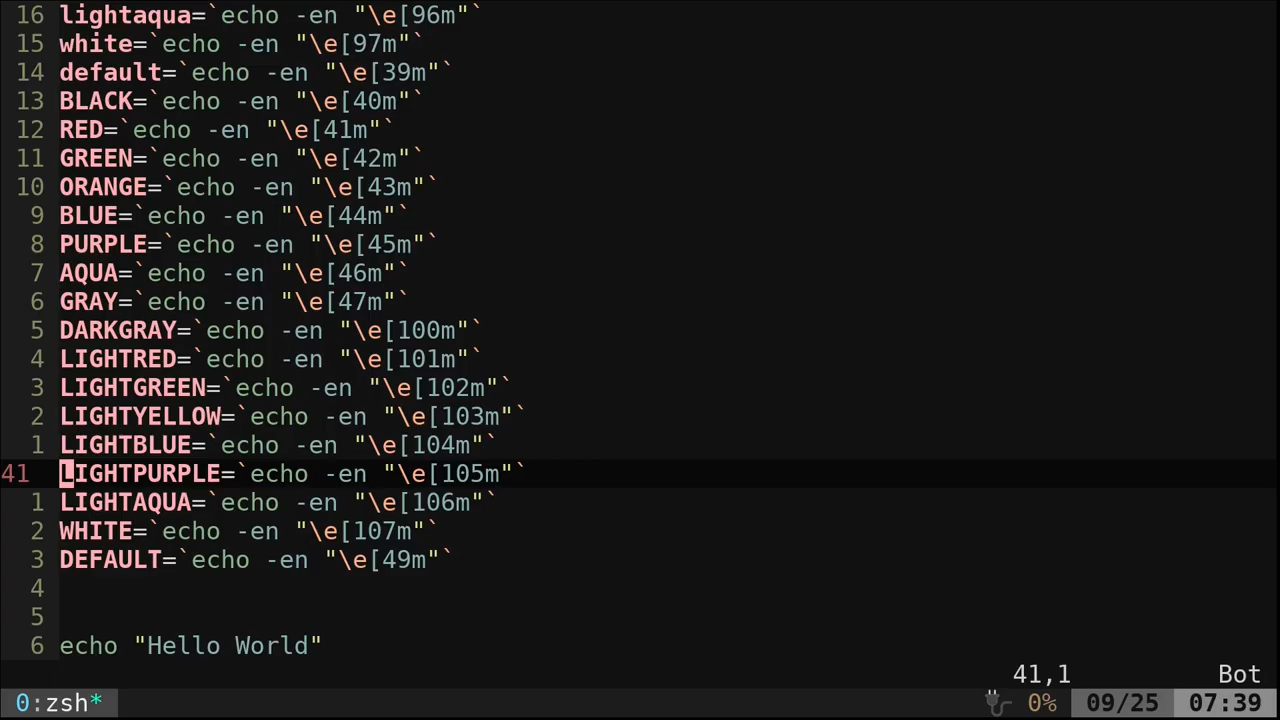 16 lightaqua=`echo -en "\e[96m"`
15 white=`echo -en "\e[97m"`
14 default=`echo -en "\e[39m"`
13 BLACK=`echo -en "\e[40m"`
12 RED=`echo -en "\e[41m"`
11 GREEN=`echo -en "\e[42m"`
10 ORANGE=`echo -en "\e[43m"`
9 BLUE=`echo -en "\e[44m"`
8 PURPLE=`echo -en "\e[45m"`
7 AQUA=`echo -en "\e[46m"`
6 GRAY=`echo -en "\e[47m"`
5 DARKGRAY=`echo -en "\e[100m"`
4 LIGHTRED=`echo -en "\e[101m"`
3 LIGHTGREEN=`echo -en "\e[102m"`
2 LIGHTYELLOW=`echo -en "\e[103m"`
1 LIGHTBLUE=`echo -en "\e[104m"`
41 LIGHTPURPLE=`echo -en "\e[105m"`
1 LIGHTAQUA=`echo -en "\e[106m"`
2 WHITE=`echo -en "\e[107m"`
3 DEFAULT=`echo -en "\e[49m"`
4
5
6 echo "Hello World"
41,1 Bot
0:zsh* 0% 09/25 07:39